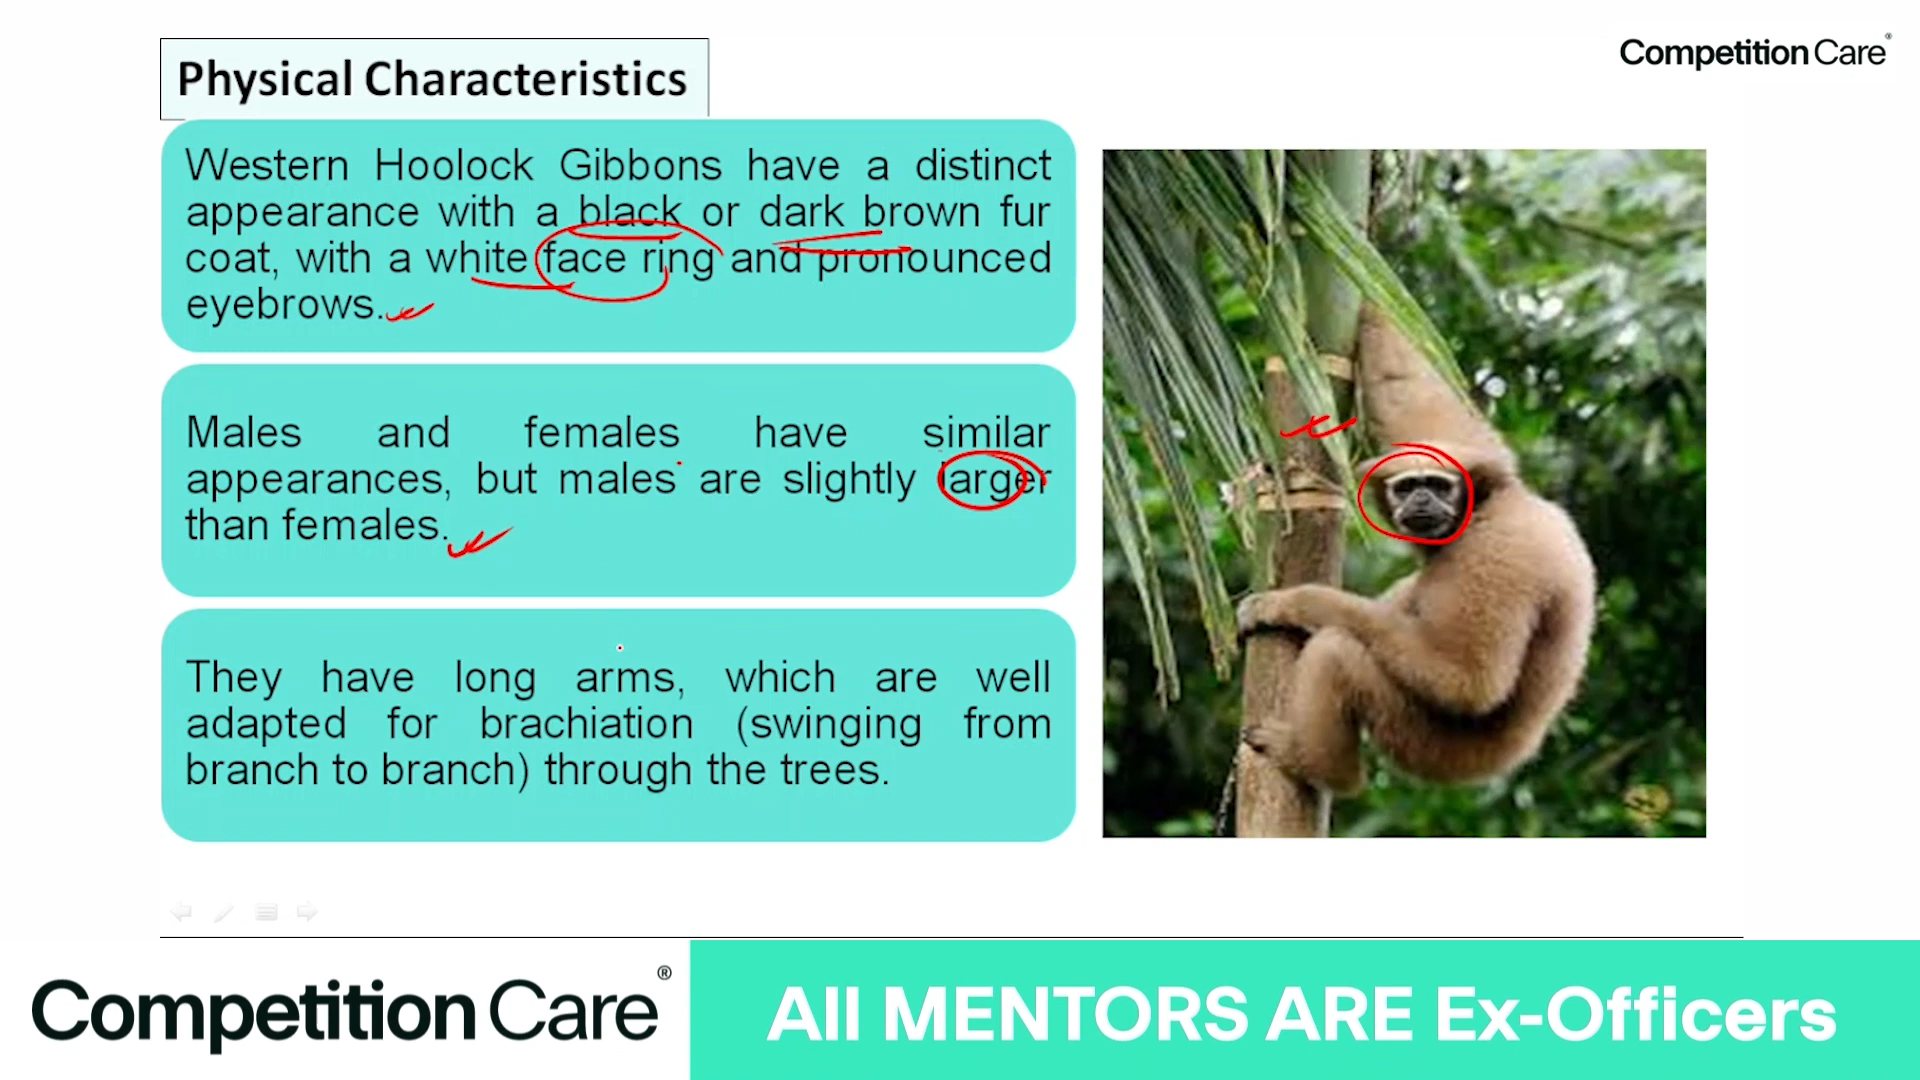 Competition Care
Physical Characteristics
Western Hoolock Gibbons have a distinct
appearance with a black or dark brown fur
coat, with a white face ring and pronounced
eyebrows.
Males and females have similar
appearances, but males are slightly larger
than females.
They have long arms, which are well
adapted for brachiation (swinging from
branch to branch) through the trees.
Competition Care®
All MENTORS ARE Ex-Officers